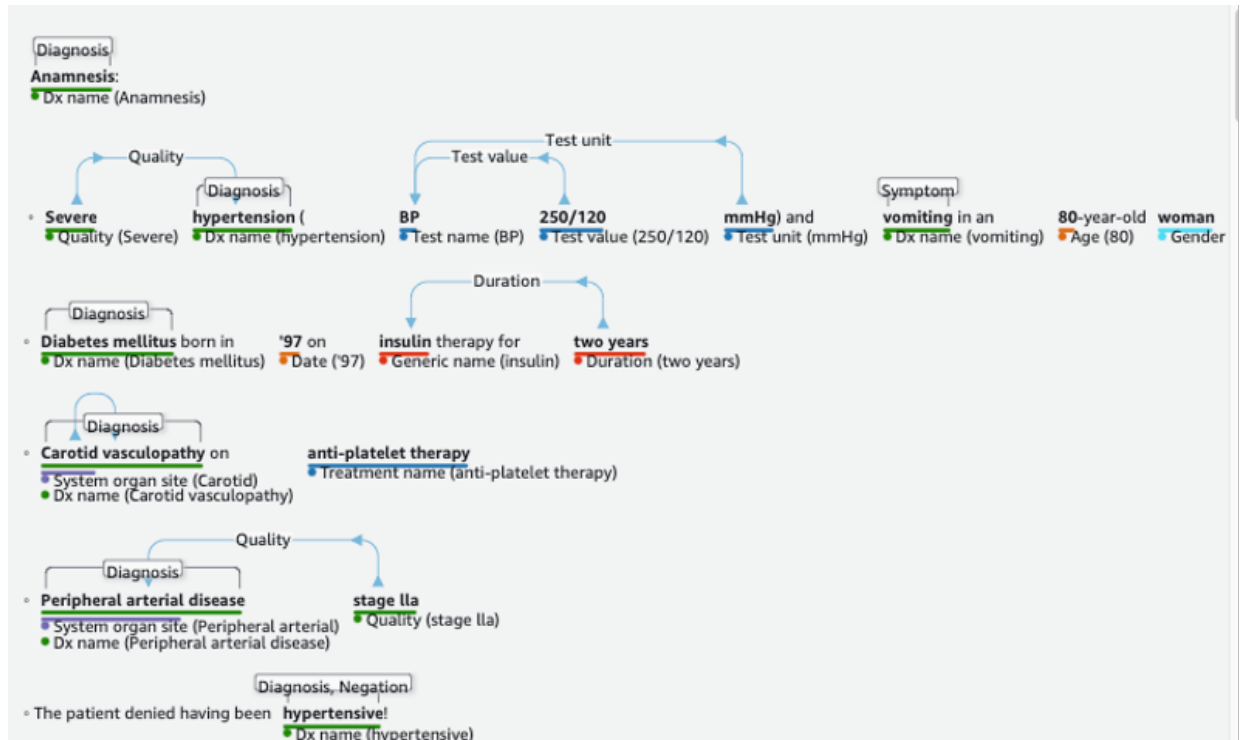 Diagnosis
Anamnesis:
Dx name (Anamnesis)
Test unit
Quality Test value
Diagnosis Symptom
Severe hypertension ( BP 250/120 mmHg) and vomiting in an 80-year-old woman
Quality (Severe) Dx name (hypertension) Test name (BP) Test value (250/120) Test unit (mmHg) Dx name (vomiting) Age (80) Gender
Duration
Diagnosis
Diabetes mellitus born in '97 on insulin therapy for two years
Dx name (Diabetes mellitus) Date ('97) Generic name (insulin) Duration (two years)
Diagnosis
Carotid vasculopathy on anti-platelet therapy
System organ site (Carotid) Treatment name (anti-platelet therapy)
Dx name (Carotid vasculopathy)
Quality
Diagnosis
Peripheral arterial disease stage lla
System organ site (Peripheral arterial) Quality (stage lla)
Dx name (Peripheral arterial disease)
Diagnosis, Negation
The patient denied having been hypertensive!
Dx name (hypertensive)